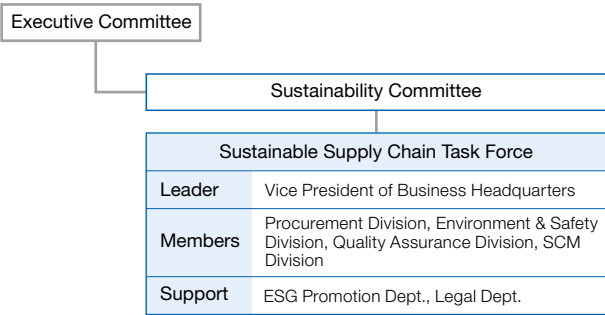 Executive Committee
Sustainability Committee
Sustainable Supply Chain Task Force
Leader
Vice President of Business Headquarters
Members
Procurement Division, Environment & Safety
Division, Quality Assurance Division, SCM
Division
Support
ESG Promotion Dept., Legal Dept.